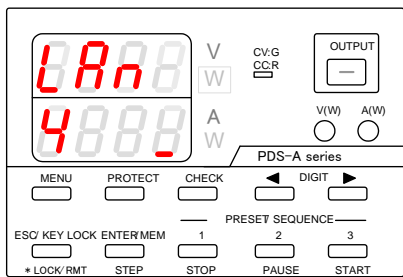 LAn
V
W
CV:G
CC:R
OUTPUT
4 _
A
W
V(W) A(W)
PDS-A series
MENU PROTECT CHECK ◀ DIGIT ▶
PRESET/ SEQUENCE
ESC/ KEY LOCK ENTER/MEM 1 2 3
* LOCK/ RMT STEP STOP PAUSE START